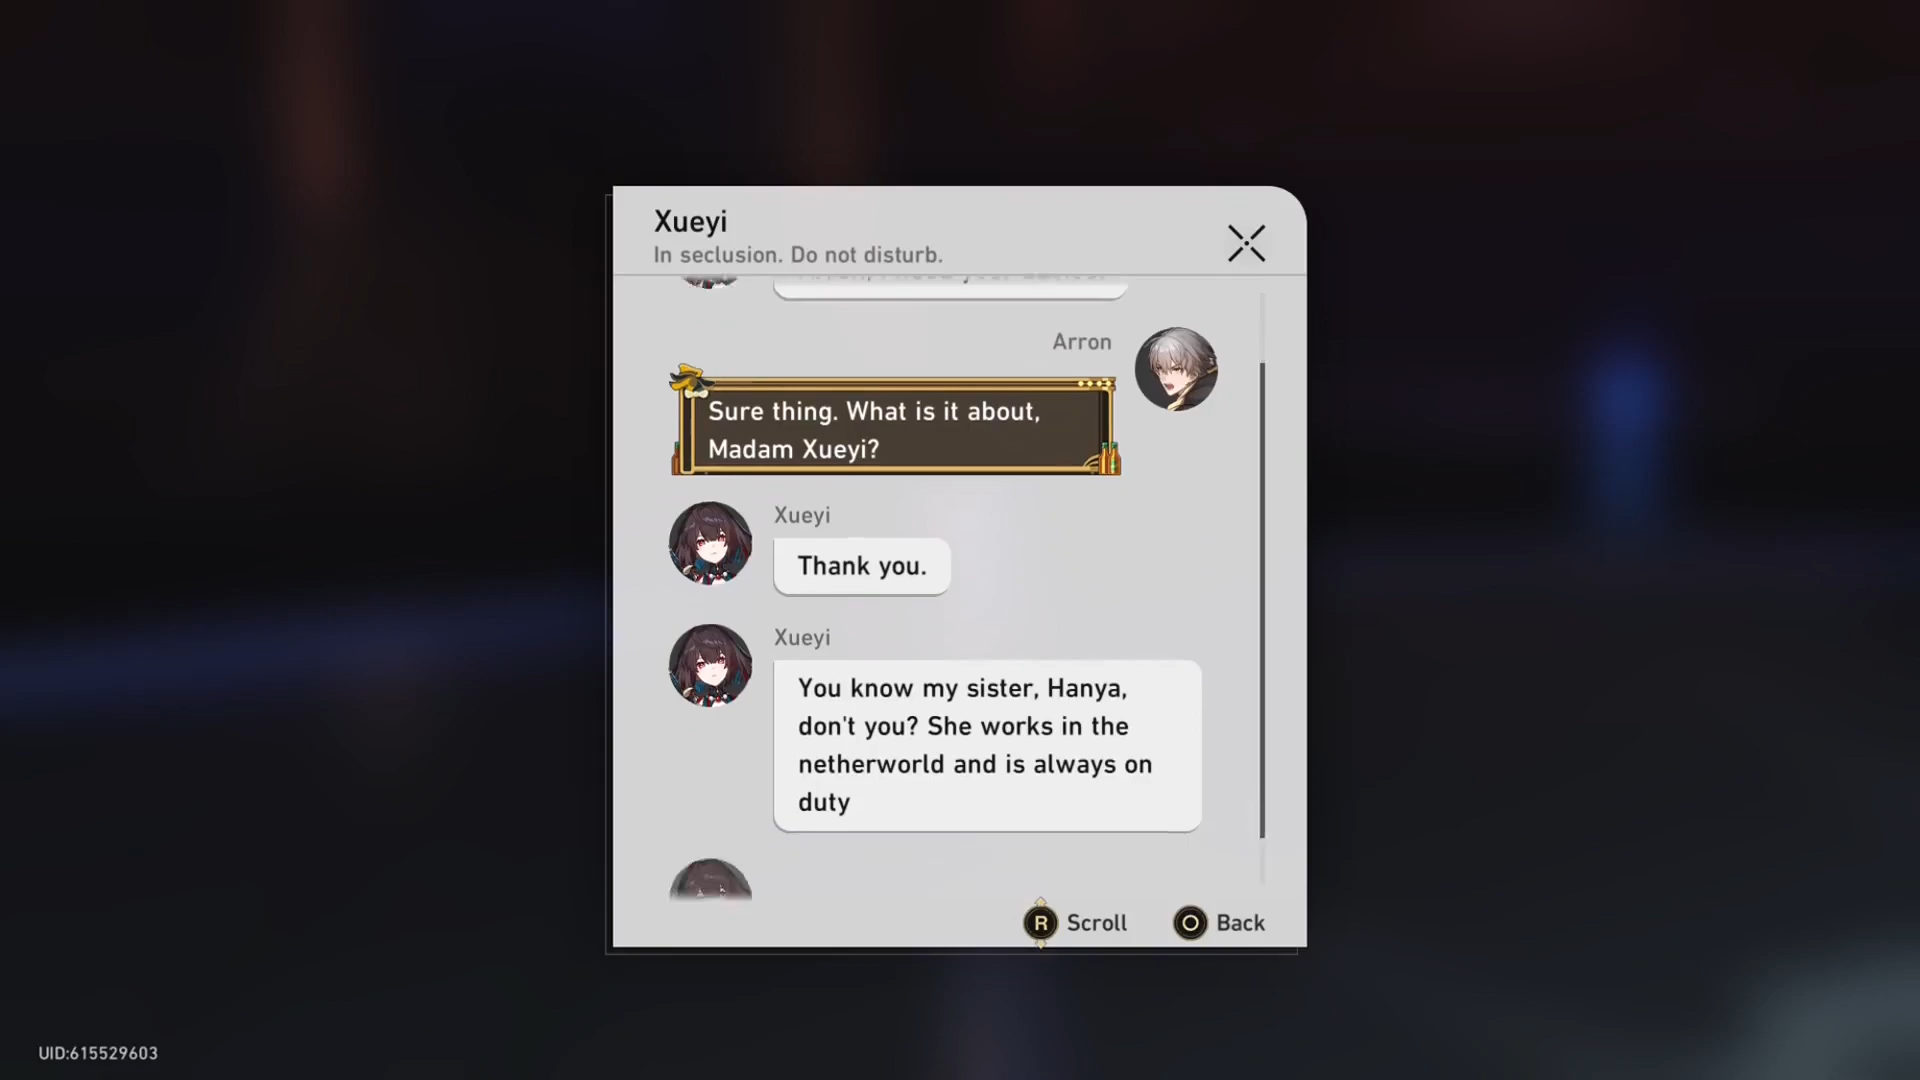 Xueyi
In seclusion. Do not disturb.
Arron
Sure thing. What is it about,
Madam Xueyi?
Xueyi
Thank you.
Xueyi
You know my sister, Hanya,
don't you? She works in the
netherworld and is always on
duty
R Scroll
Back
UID:615529603